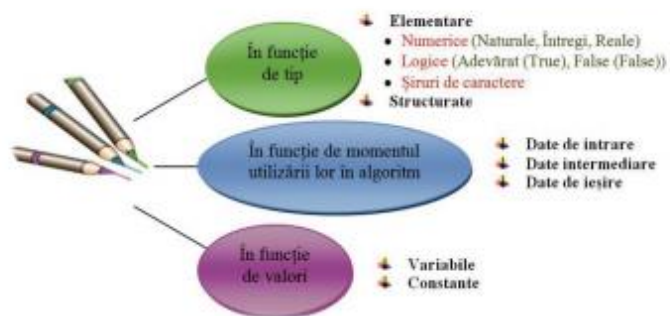 În funcție
de tip
Elementare
Numerice (Naturale, Întregi, Reale)
Logice (Adevărat (True), False (False))
Șiruri de caractere
Structurate
În funcție de momentul
utilizării lor în algoritm
Date de intrare
Date intermediare
Date de ieșire
În funcție
de valori
Variabile
Constante